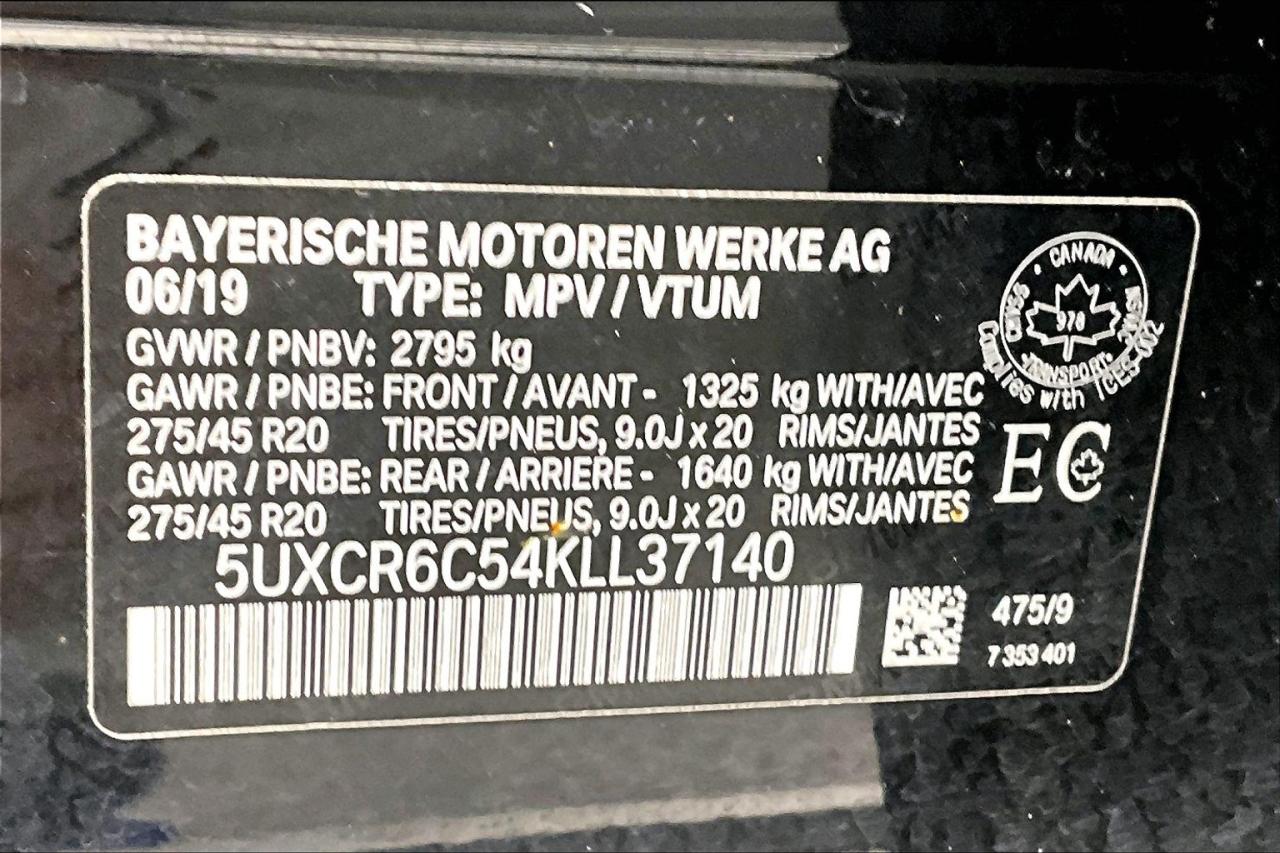 BAYERISCHE MOTOREN WERKE AG
06/19 TYPE: MPV / VTUM
GVWR / PNBV: 2795 kg
GAWR / PNBE: FRONT / AVANT - 1325 kg WITH/AVEC
275/45 R20 TIRES/PNEUS, 9.0J x 20 RIMS/JANTES
GAWR / PNBE: REAR / ARRIERE - 1640 kg WITH/AVEC
275/45 R20 TIRES/PNEUS, 9.0J x 20 RIMS/JANTES
5UXCR6C54KLL37140
CANADA
978
TRANSPORT
Complies with ICES-002
EC
475/9
7 353 401